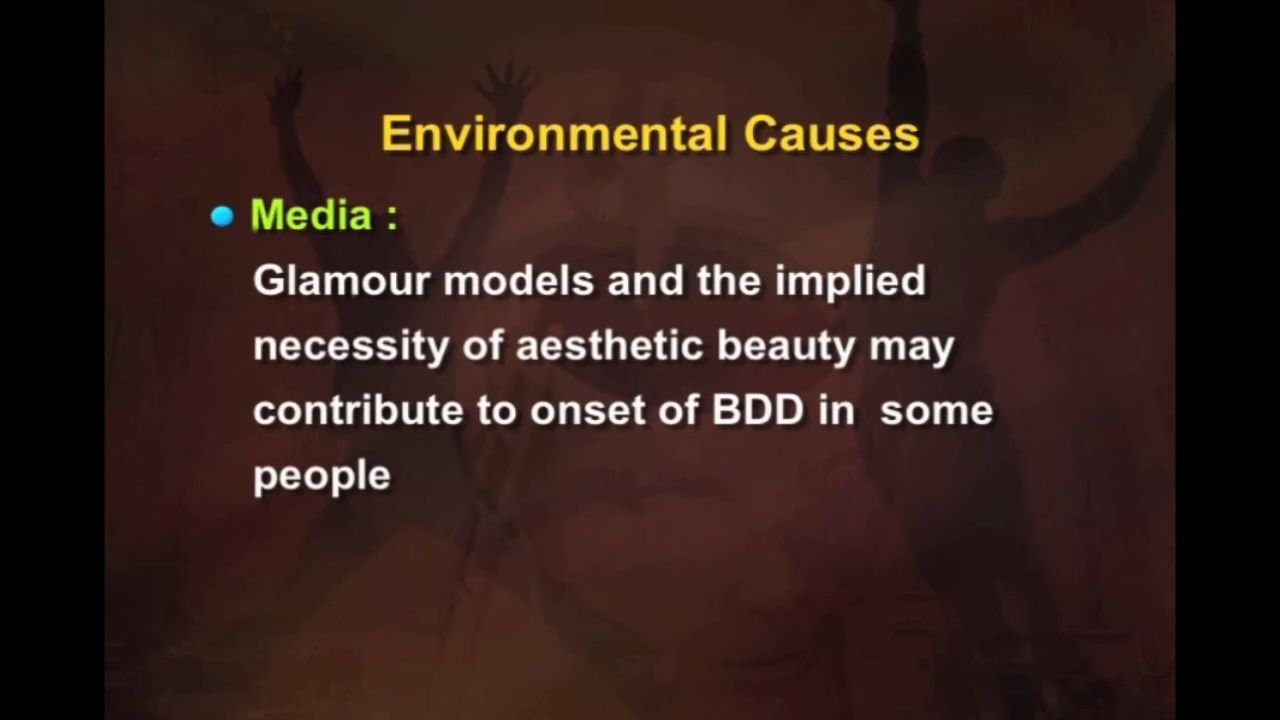 Environmental Causes
Media :
Glamour models and the implied
necessity of aesthetic beauty may
contribute to onset of BDD in  some
people